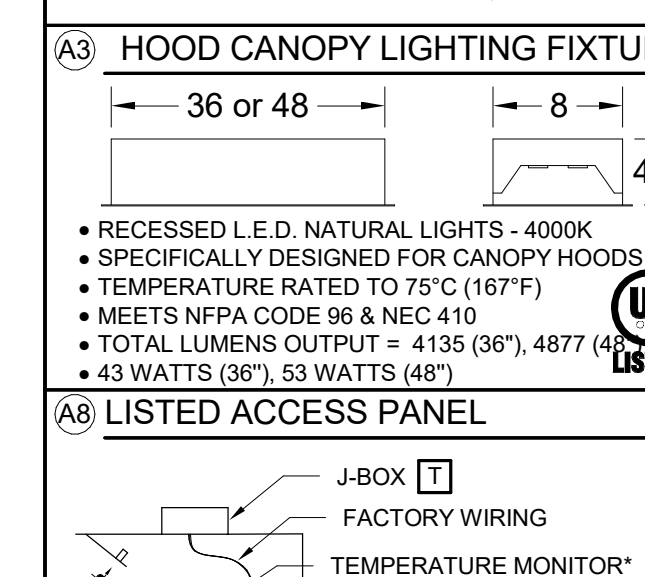 A3 HOOD CANOPY LIGHTING
36 or 48
8
• RECESSED L.E.D. NATURAL LIGHTS - 4000K
• SPECIFICALLY DESIGNED FOR CANOPY HOODS
• TEMPERATURE RATED TO 75°C (167°F)
• MEETS NFPA CODE 96 & NEC 410
• TOTAL LUMENS OUTPUT = 4135 (36"), 4877 (48
• 43 WATTS (36"), 53 WATTS (48")
A8 LISTED ACCESS PANEL
J-BOX T
FACTORY WIRING
TEMPERATURE MONITOR*